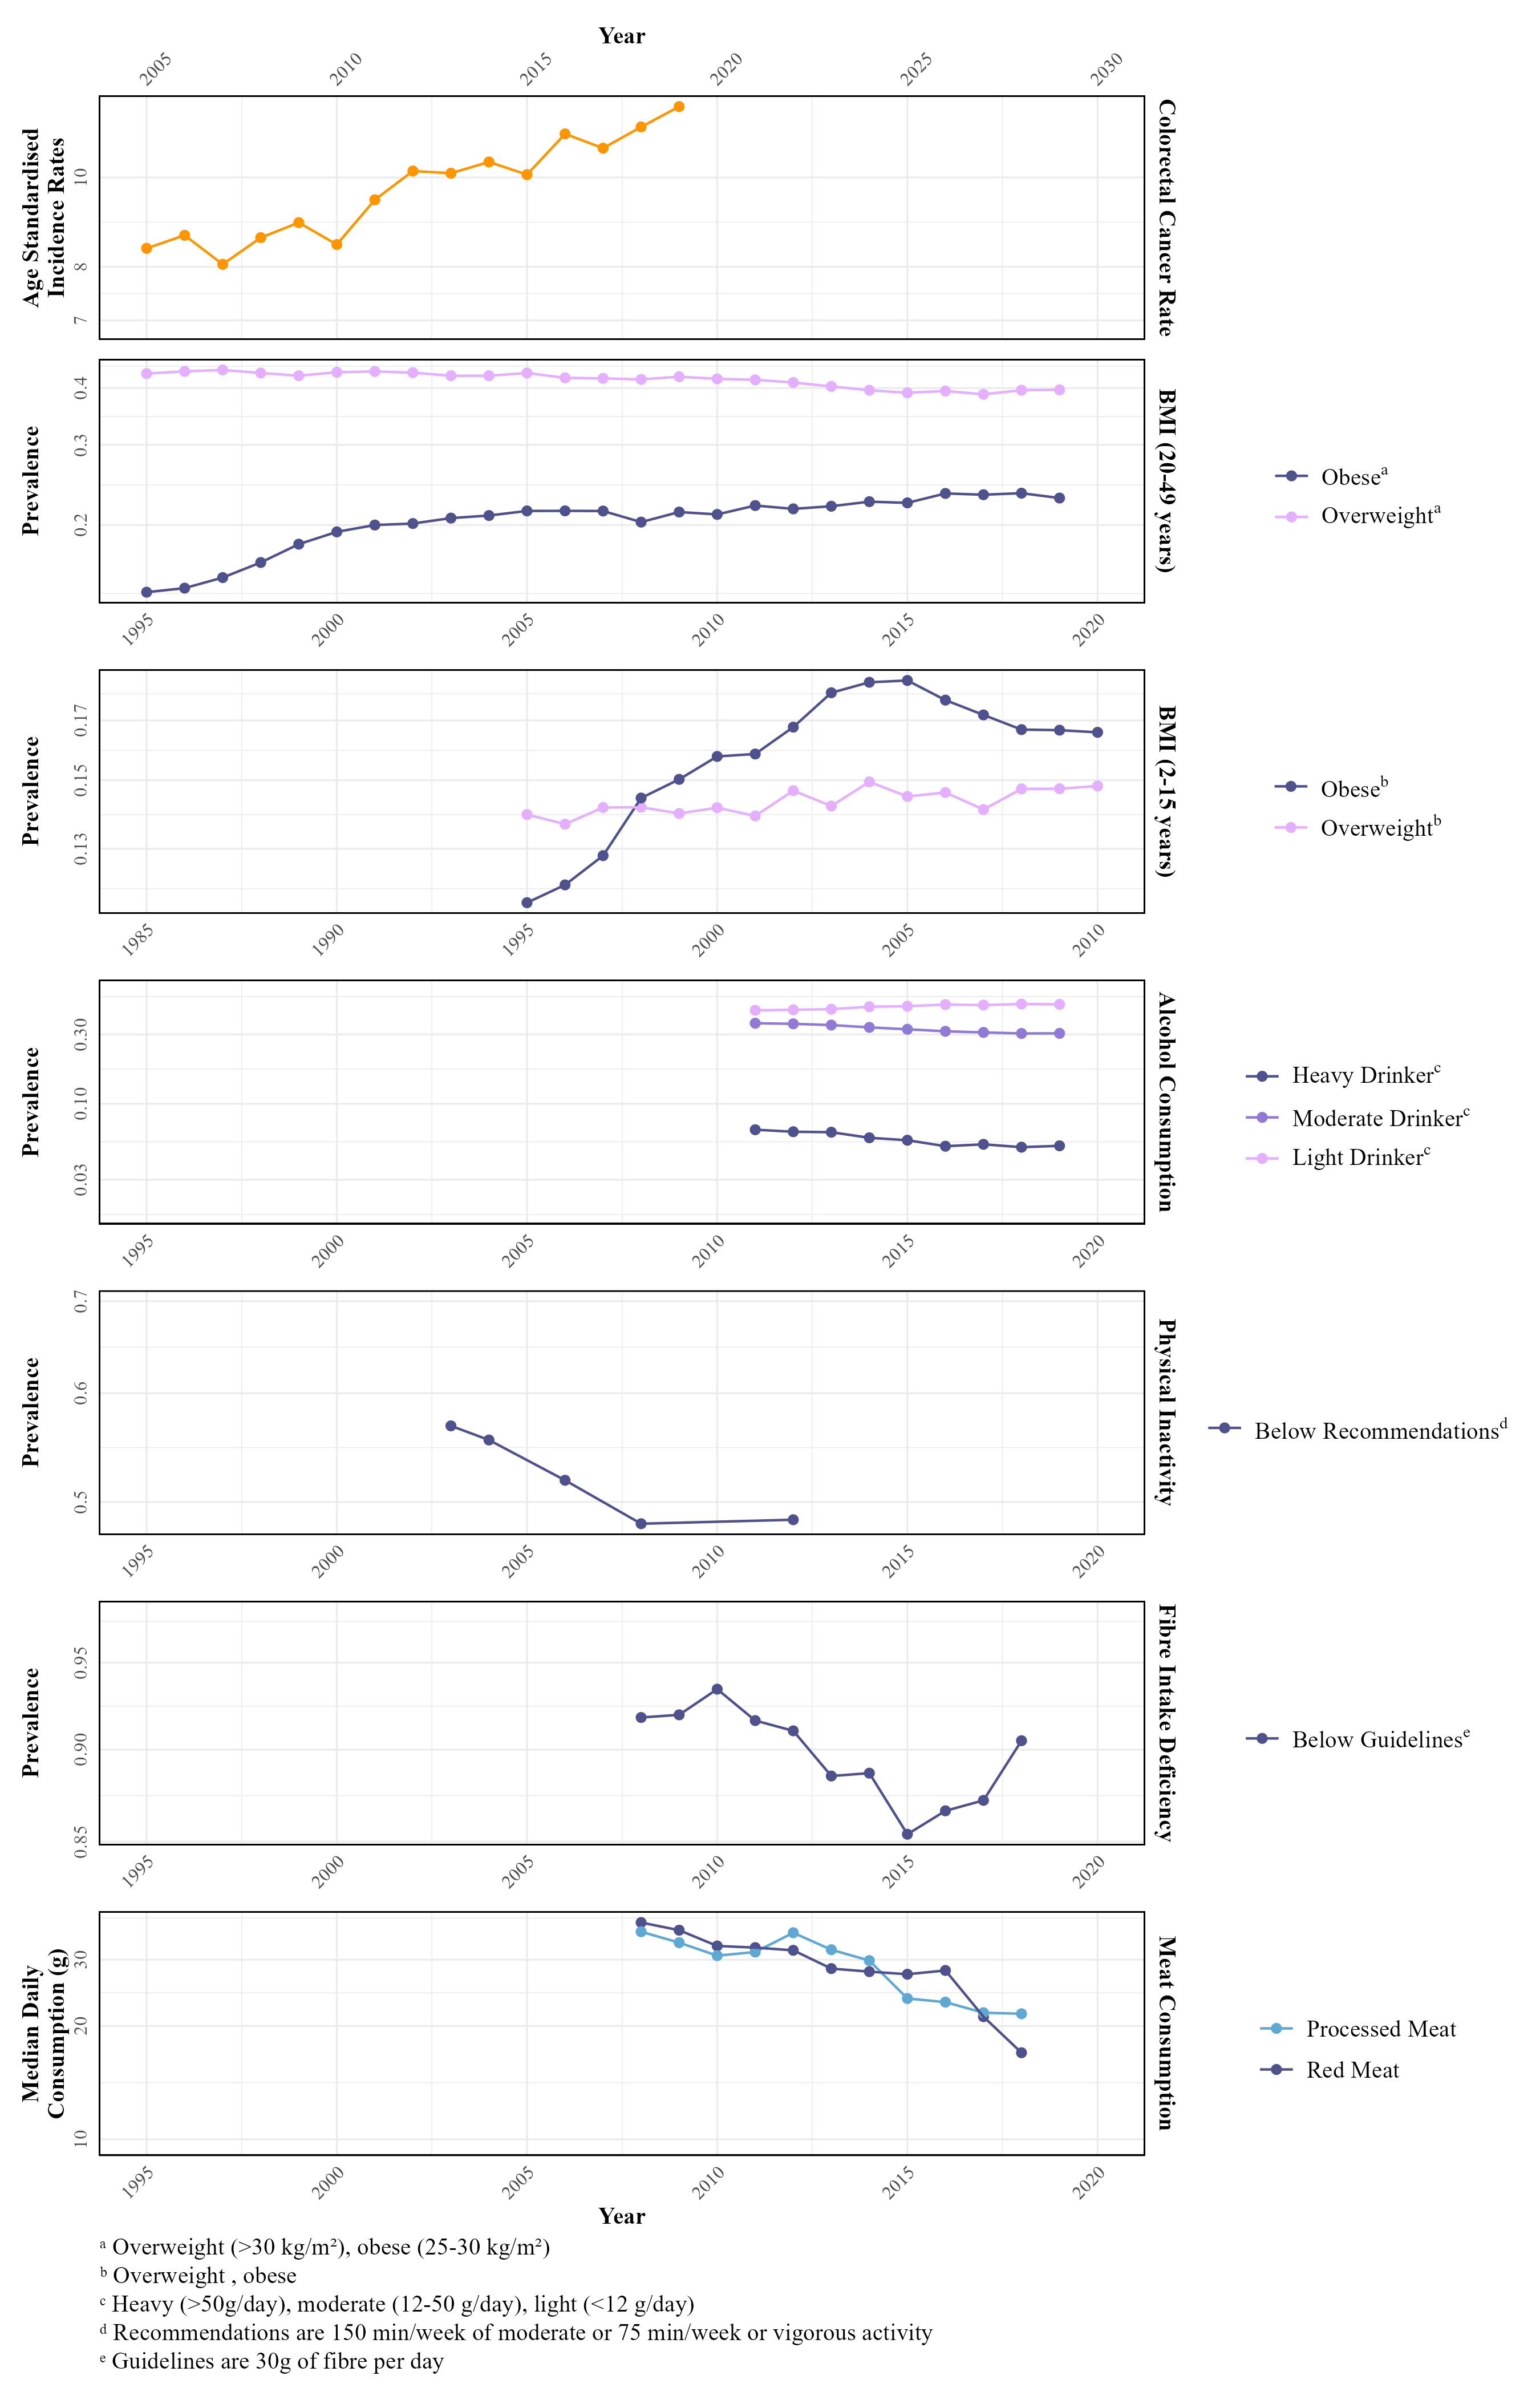 Year
2005 2010 2015 2020 2025 2030
Age Standardised
Incidence Rates
10
8
7
Colorectal Cancer Rate
Prevalence
0.4
0.3
0.2
BMI (20-49 years)
Obeseᵃ
Overweightᵃ
1995 2000 2005 2010 2015 2020
Prevalence
0.17
0.15
0.13
BMI (2-15 years)
Obeseᵇ
Overweightᵇ
1985 1990 1995 2000 2005 2010
Prevalence
0.30
0.10
0.03
Alcohol Consumption
Heavy Drinkerᶜ
Moderate Drinkerᶜ
Light Drinkerᶜ
1995 2000 2005 2010 2015 2020
Prevalence
0.7
0.6
0.5
Physical Inactivity
Below Recommendationsᵈ
1995 2000 2005 2010 2015 2020
Prevalence
0.95
0.90
0.85
Fibre Intake Deficiency
Below Guidelinesᵉ
1995 2000 2005 2010 2015 2020
Median Daily
Consumption (g)
30
20
10
Meat Consumption
Processed Meat
Red Meat
1995 2000 2005 2010 2015 2020
Year
ᵃ Overweight (>30 kg/m²), obese (25-30 kg/m²)
ᵇ Overweight , obese
ᶜ Heavy (>50g/day), moderate (12-50 g/day), light (<12 g/day)
ᵈ Recommendations are 150 min/week of moderate or 75 min/week or vigorous activity
ᵉ Guidelines are 30g of fibre per day